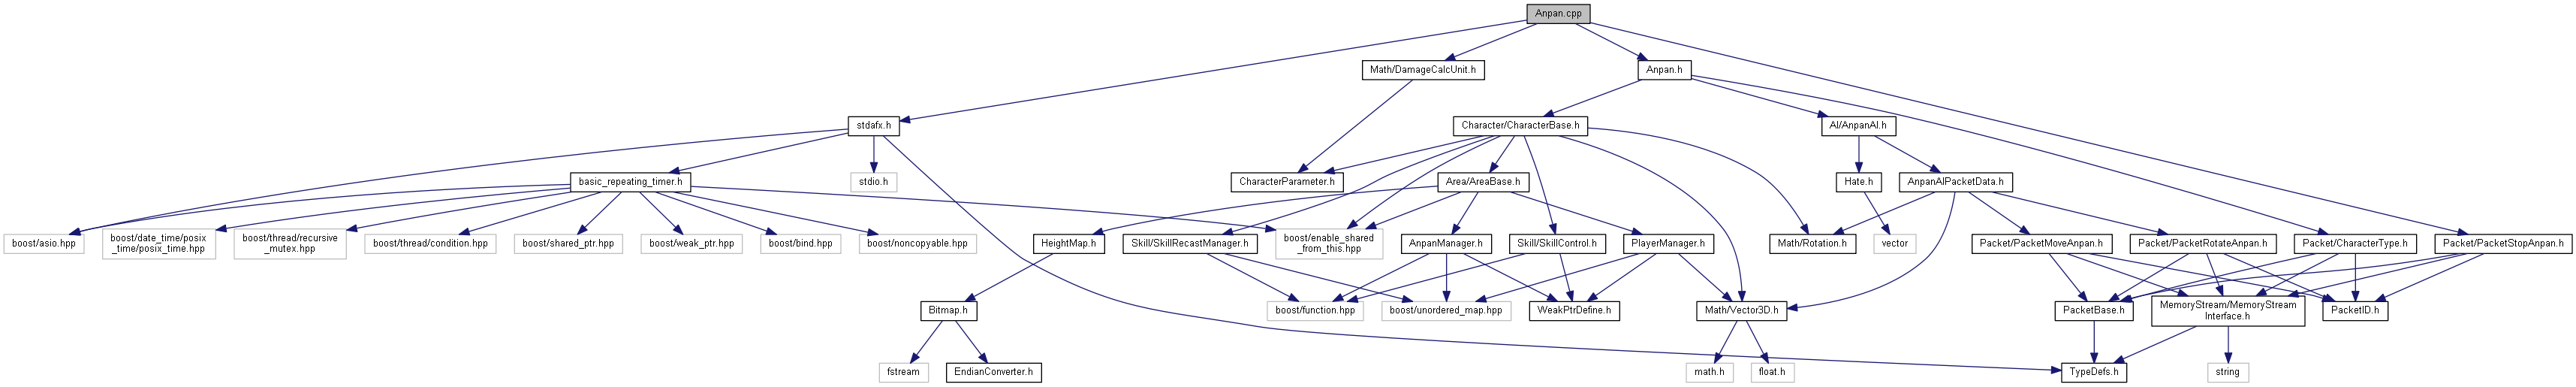 Anpan.cpp
Math/DamageCalcUnit.h
Anpan.h
stdafx.h
Character/CharacterBase.h
AI/AnpanAI.h
basic_repeating_timer.h
stdio.h
CharacterParameter.h
Area/AreaBase.h
Hate.h
AnpanAIPacketData.h
boost/asio.hpp
boost/date_time/posix
_time/posix_time.hpp
boost/thread/recursive
_mutex.hpp
boost/thread/condition.hpp
boost/shared_ptr.hpp
boost/weak_ptr.hpp
boost/bind.hpp
boost/noncopyable.hpp
HeightMap.h
Skill/SkillRecastManager.h
boost/enable_shared
_from_this.hpp
AnpanManager.h
Skill/SkillControl.h
PlayerManager.h
Math/Rotation.h
vector
Packet/PacketMoveAnpan.h
Packet/PacketRotateAnpan.h
Packet/CharacterType.h
Packet/PacketStopAnpan.h
Bitmap.h
boost/function.hpp
boost/unordered_map.hpp
WeakPtrDefine.h
Math/Vector3D.h
PacketBase.h
MemoryStream/MemoryStream
Interface.h
PacketID.h
fstream
EndianConverter.h
math.h
float.h
TypeDefs.h
string